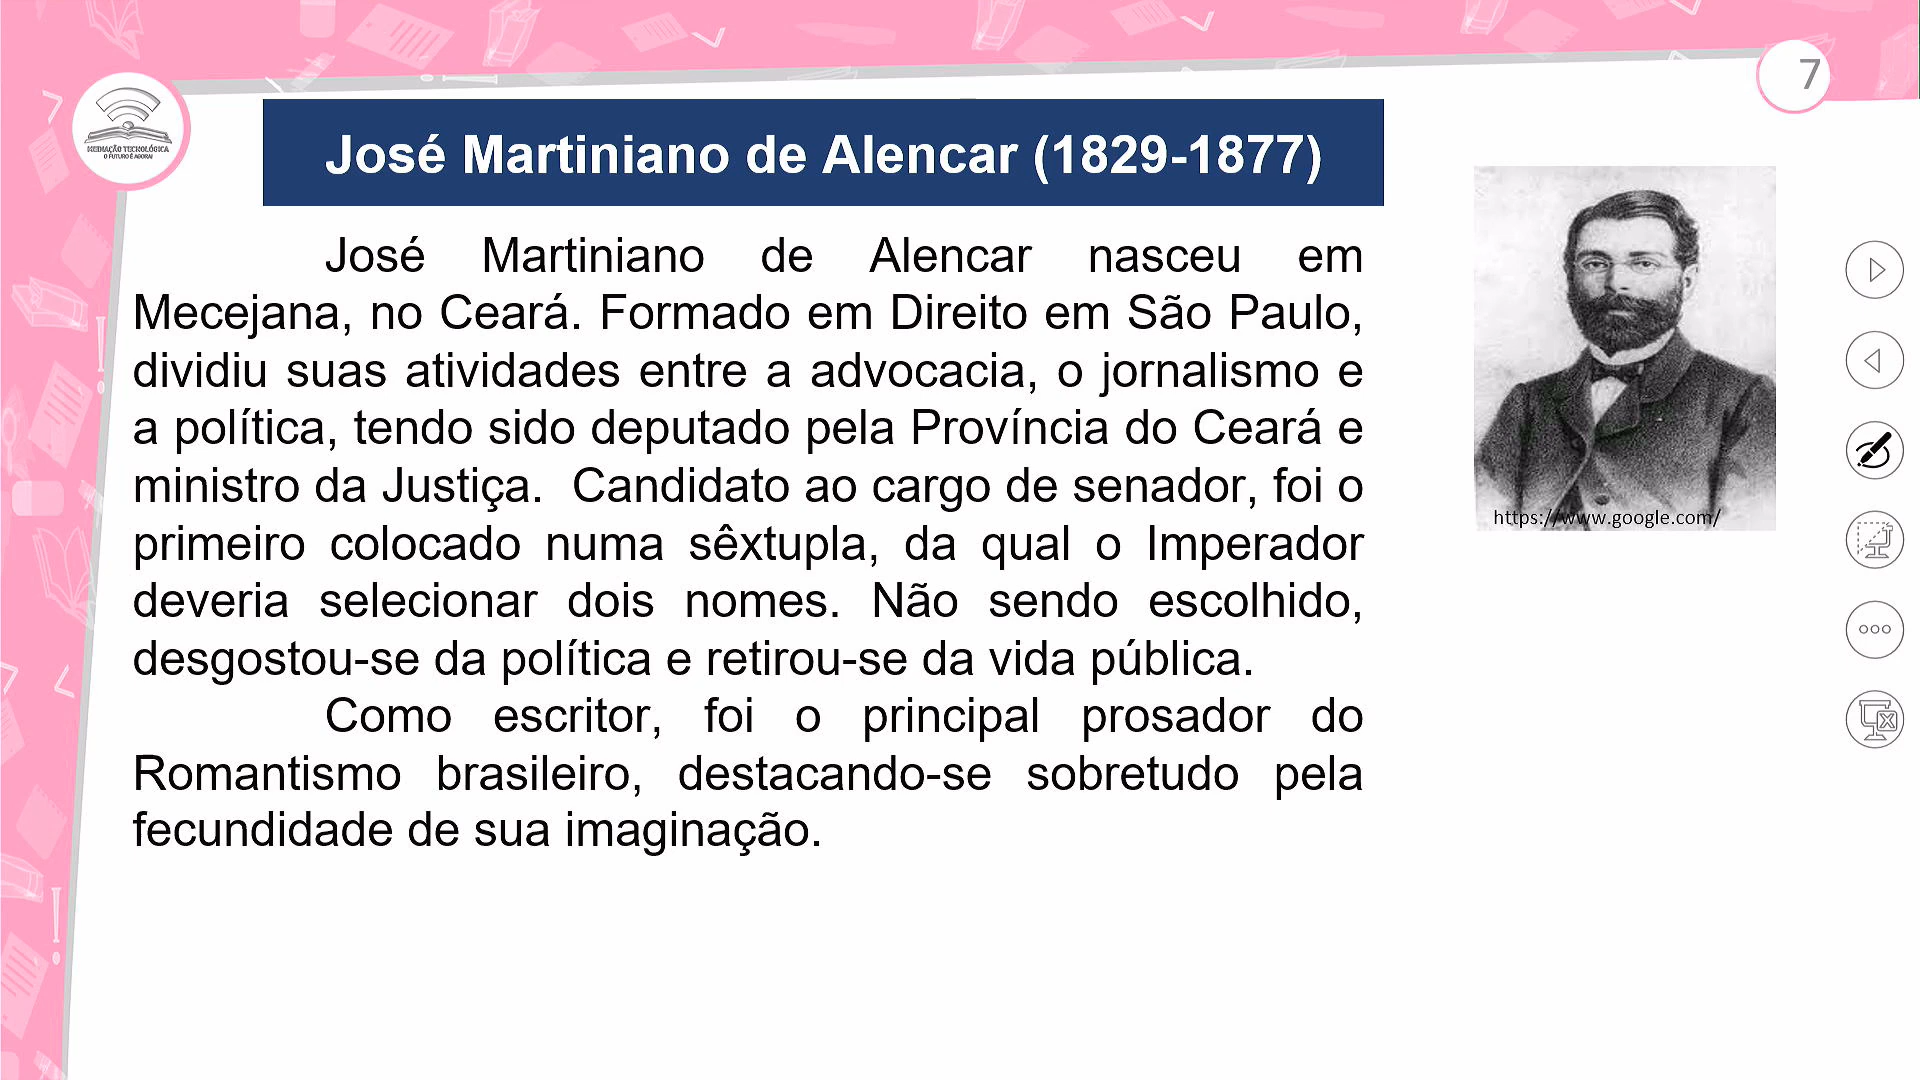 7
MEDIAÇÃO TECNOLÓGICA
O FUTURO É AGORA!
José Martiniano de Alencar (1829-1877)
José Martiniano de Alencar nasceu em
Mecejana, no Ceará. Formado em Direito em São Paulo,
dividiu suas atividades entre a advocacia, o jornalismo e
a política, tendo sido deputado pela Província do Ceará e
ministro da Justiça.  Candidato ao cargo de senador, foi o
primeiro colocado numa sêxtupla, da qual o Imperador
deveria selecionar dois nomes. Não sendo escolhido,
desgostou-se da política e retirou-se da vida pública.
Como escritor, foi o principal prosador do
Romantismo brasileiro, destacando-se sobretudo pela
fecundidade de sua imaginação.
https://www.google.com/